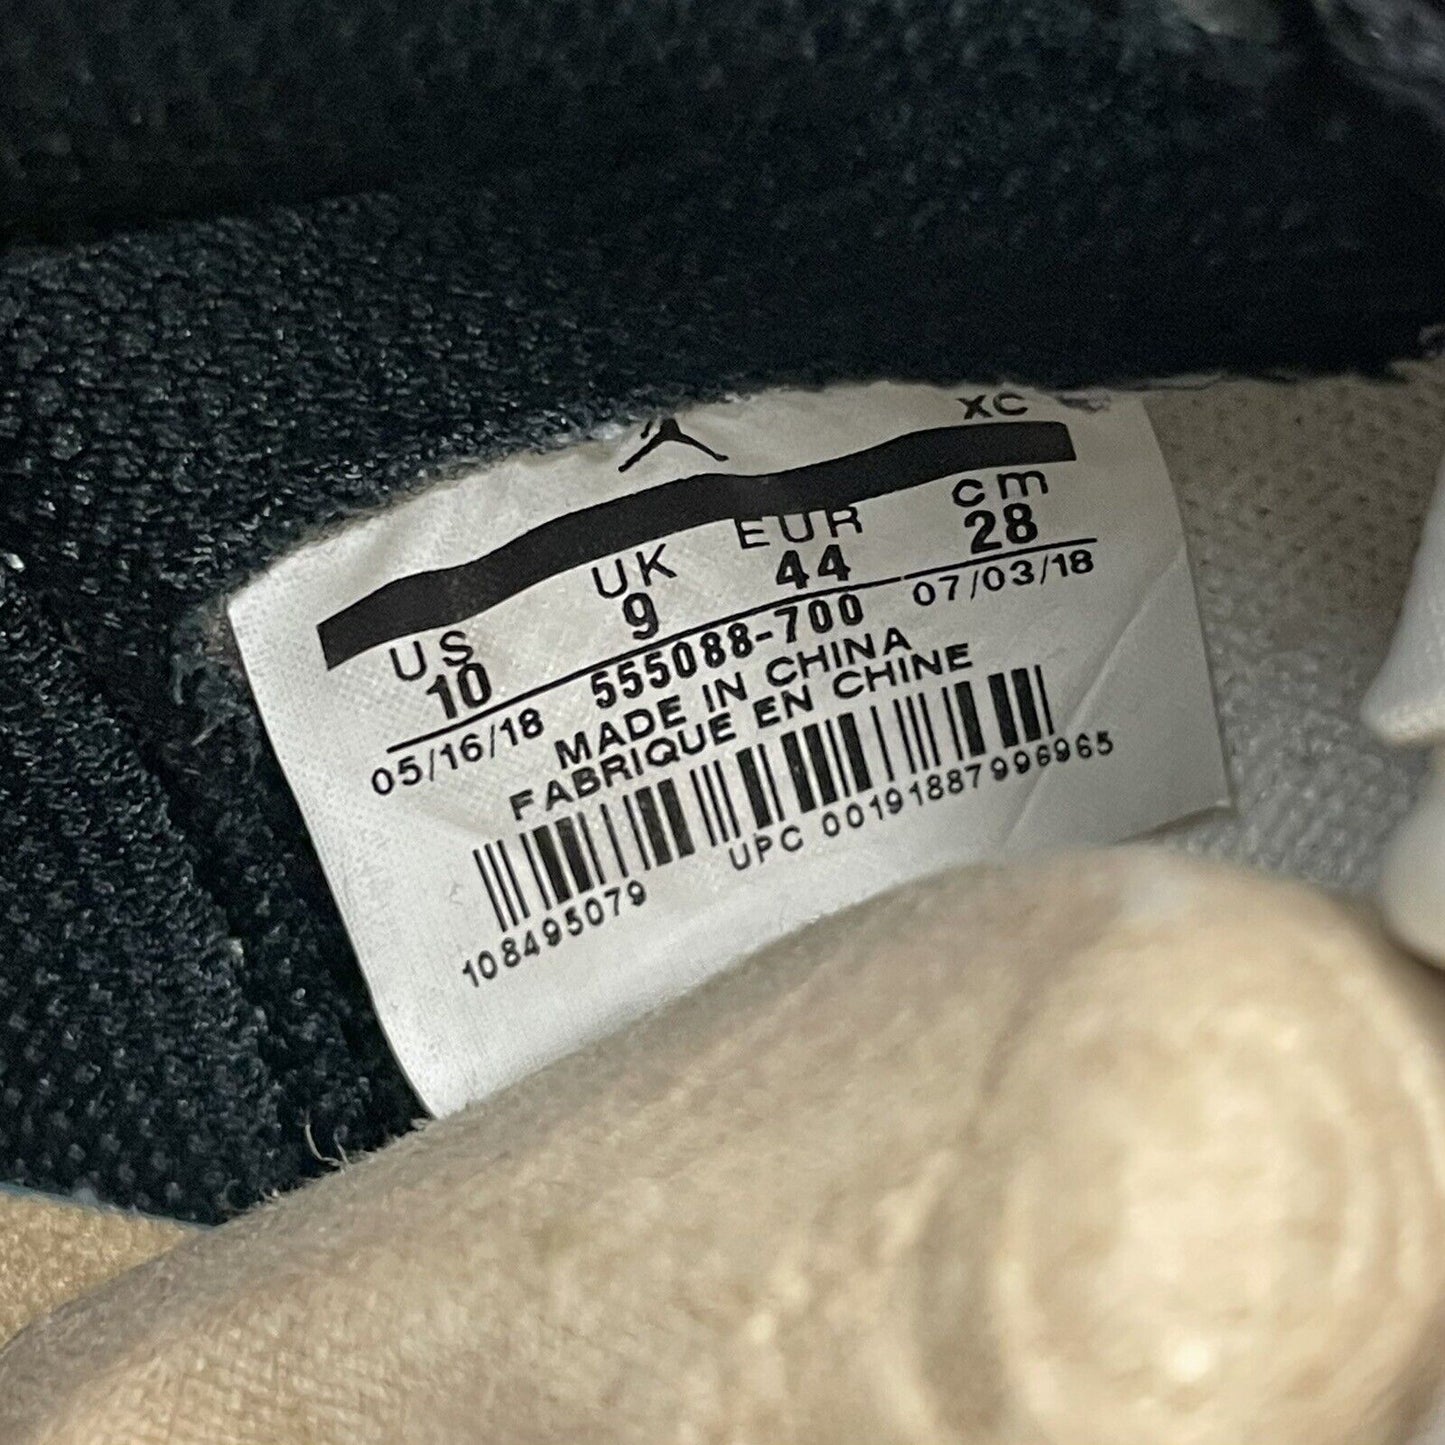 XC
US UK EUR cm
10 9 44 28
05/16/18 555088-700 07/03/18
MADE IN CHINA
FABRIQUE EN CHINE
108495079 UPC 00191887996965